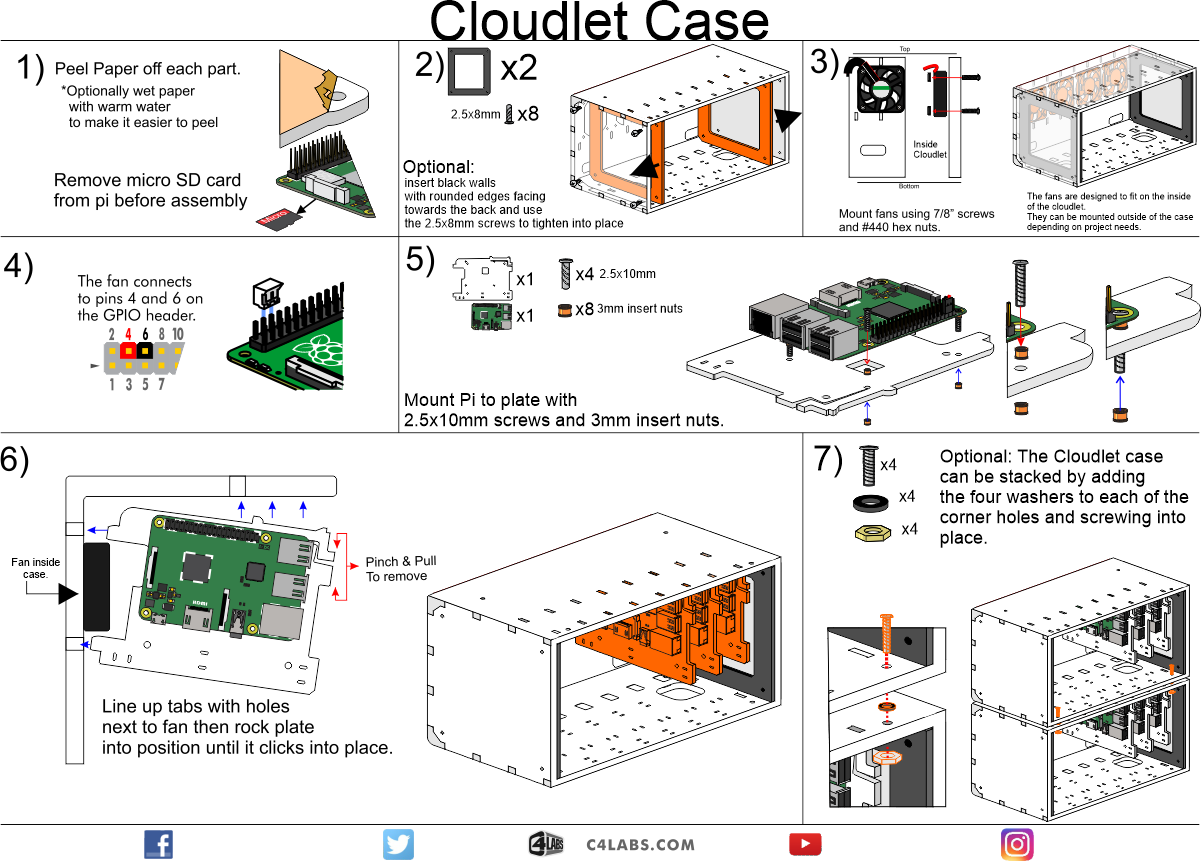 Cloudlet Case
1)
Peel Paper off each part.
*Optionally wet paper
with warm water
to make it easier to peel
Remove micro SD card
from pi before assembly
Micro
2)
x2
2.5x8mm
x8
Optional:
insert black walls
with rounded edges facing
towards the back and use
the 2.5x8mm screws to tighten into place
3)
Top
Inside
Cloudlet
Bottom
Mount fans using 7/8” screws
and #440 hex nuts.
The fans are designed to fit on the inside
of the cloudlet.
They can be mounted outside of the case
depending on project needs.
4)
The fan connects
to pins 4 and 6 on
the GPIO header.
2 4 6 8 10
1 3 5 7
5)
x1
x1
x4 2.5x10mm
x8 3mm insert nuts
Mount Pi to plate with
2.5x10mm screws and 3mm insert nuts.
6)
Fan inside
case.
HDMI
Pinch & Pull
To remove
Line up tabs with holes
next to fan then rock plate
into position until it clicks into place.
7)
x4
x4
x4
Optional: The Cloudlet case
can be stacked by adding
the four washers to each of the
corner holes and screwing into
place.
C4LABS
C4LABS.COM